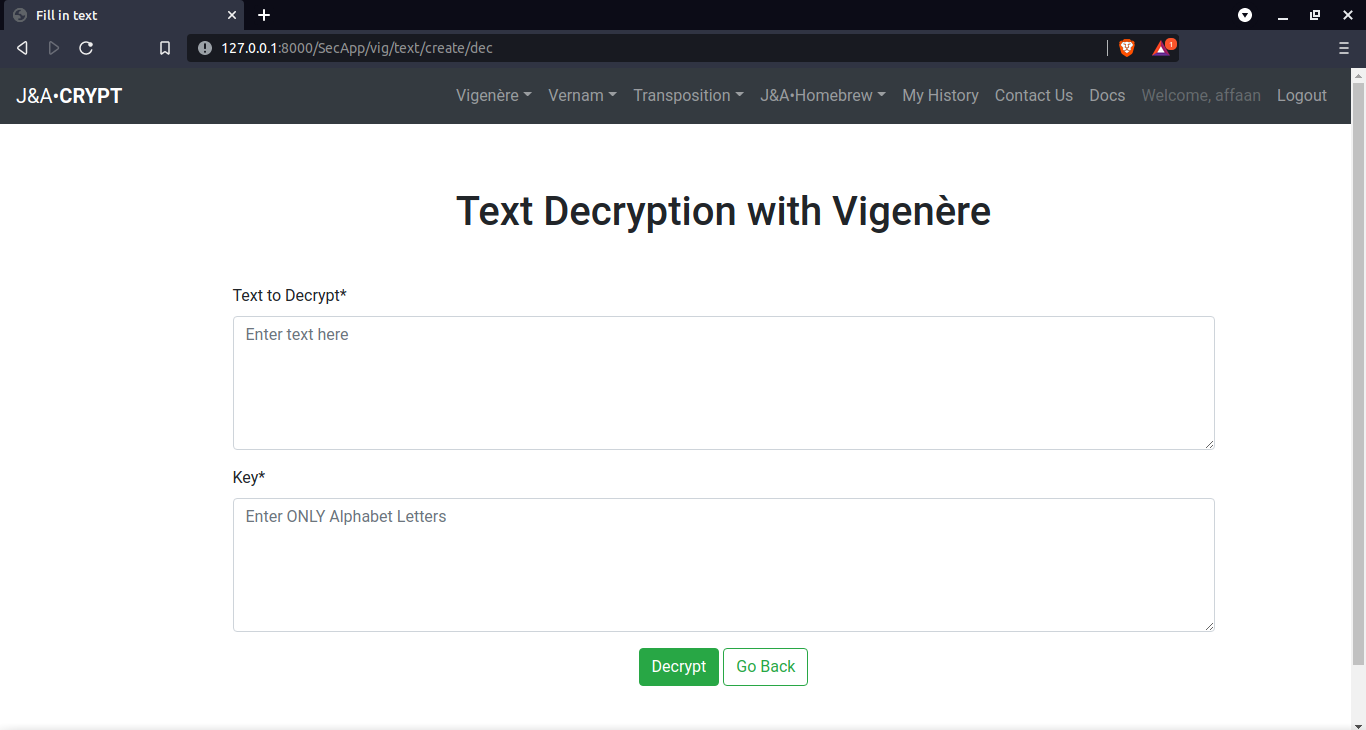 Fill in text
127.0.0.1:8000/SecApp/vig/text/create/dec
1
J&A•CRYPT Vigenère Vernam Transposition J&A•Homebrew My History Contact Us Docs Welcome, affaan Logout
Text Decryption with Vigenère
Text to Decrypt*
Enter text here
Key*
Enter ONLY Alphabet Letters
Decrypt Go Back